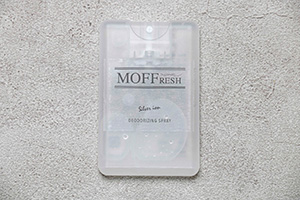 MOFFRESH
Silver ion
DEODORIZING SPRAY